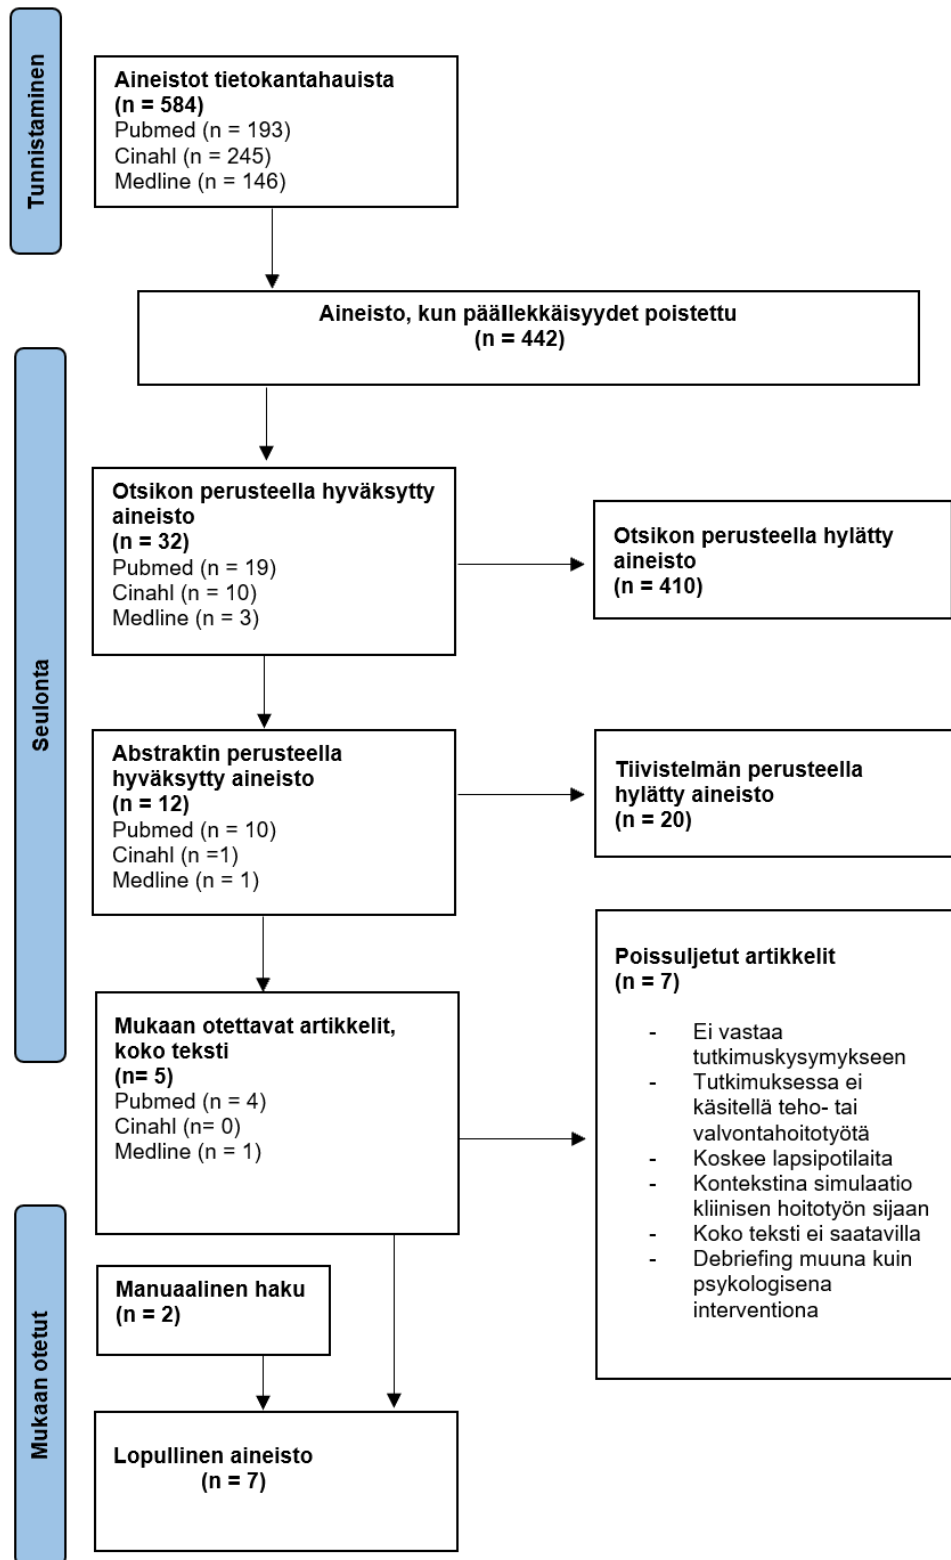 Tunnistaminen
Aineistot tietokantahauista
(n = 584)
Pubmed (n = 193)
Cinahl (n = 245)
Medline (n = 146)
Aineisto, kun päällekkäisyydet poistettu
(n = 442)
Seulonta
Otsikon perusteella hyväksytty
aineisto
(n = 32)
Pubmed (n = 19)
Cinahl (n = 10)
Medline (n = 3)
Otsikon perusteella hylätty
aineisto
(n = 410)
Abstraktin perusteella
hyväksytty aineisto
(n = 12)
Pubmed (n = 10)
Cinahl (n =1)
Medline (n = 1)
Tiivistelmän perusteella
hylätty aineisto
(n = 20)
Mukaan otettavat artikkelit,
koko teksti
(n= 5)
Pubmed (n = 4)
Cinahl (n= 0)
Medline (n = 1)
Poissuljetut artikkelit
(n = 7)
- Ei vastaa
tutkimuskysymykseen
- Tutkimuksessa ei
käsitellä teho- tai
valvontahoitotyötä
- Koskee lapsipotilaita
- Kontekstina simulaatio
kliinisen hoitotyön sijaan
- Koko teksti ei saatavilla
- Debriefing muuna kuin
psykologisena
interventiona
Mukaan otetut
Manuaalinen haku
(n = 2)
Lopullinen aineisto
(n = 7)